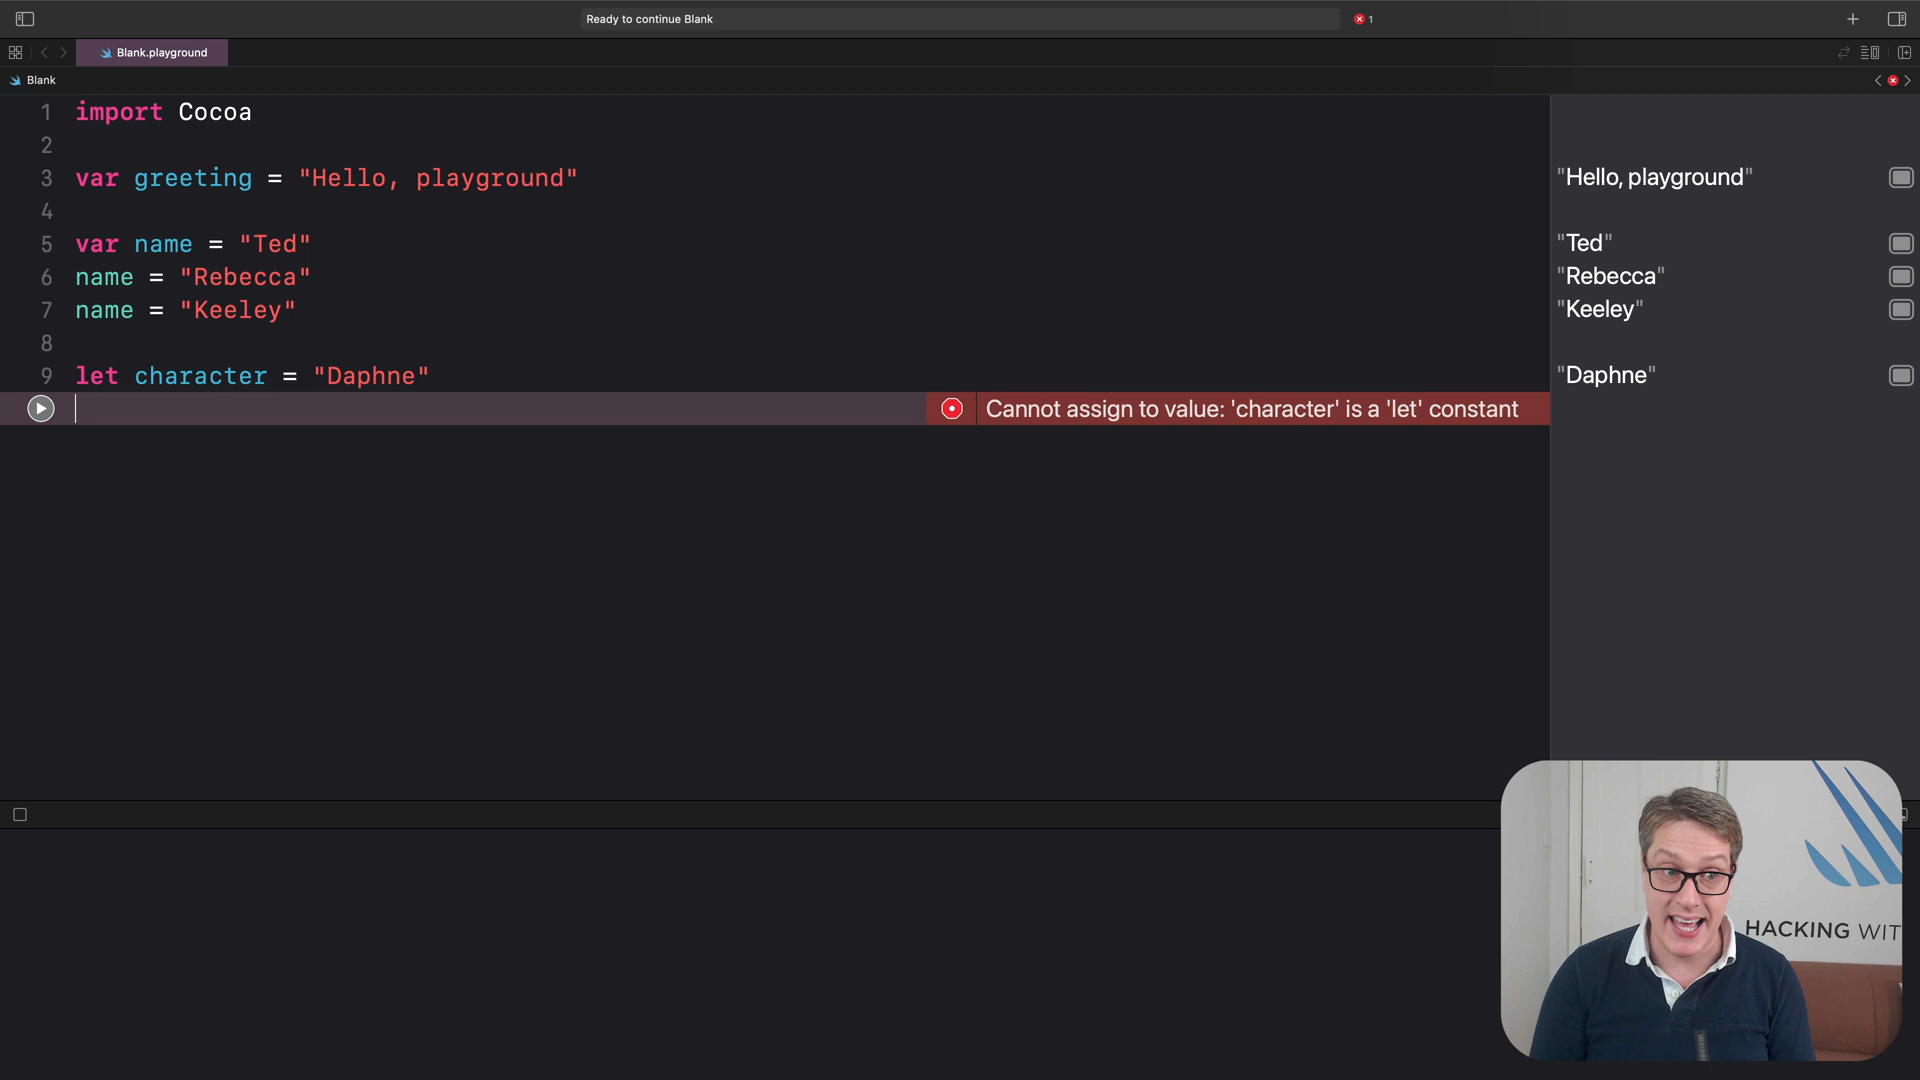 Ready to continue Blank
1
Blank.playground
Blank
1 import Cocoa
2
3 var greeting = "Hello, playground"
"Hello, playground"
4
5 var name = "Ted"
"Ted"
6 name = "Rebecca"
"Rebecca"
7 name = "Keeley"
"Keeley"
8
9 let character = "Daphne"
"Daphne"
Cannot assign to value: 'character' is a 'let' constant
HACKING WIT